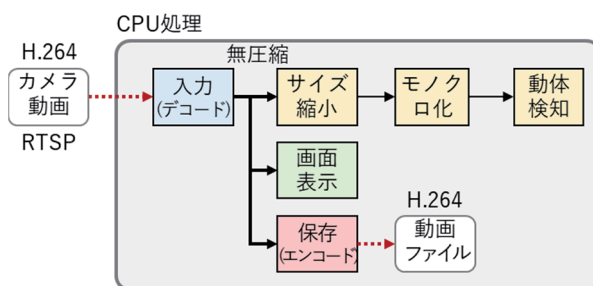 CPU処理
H.264
カメラ
動画
RTSP
無圧縮
入力
(デコード)
サイズ
縮小
モノク
ロ化
動体
検知
画面
表示
保存
(エンコード)
H.264
動画
ファイル